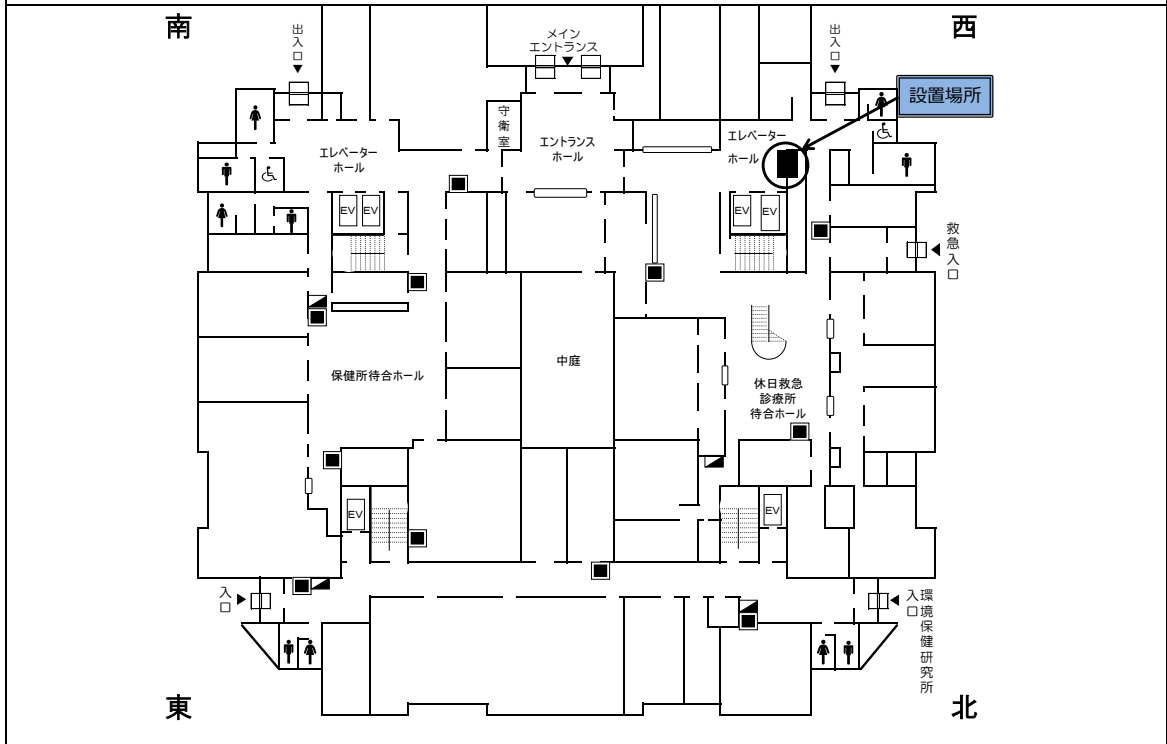 南
西
出入口
メイン
エントランス
出入口
設置場所
守衛室
エントランス
ホール
エレベーター
ホール
エレベーター
ホール
EV
EV
EV
EV
救急入口
中庭
保健所待合ホール
休日救急
診療所
待合ホール
EV
EV
入口
環境保健研究所
入口
東
北